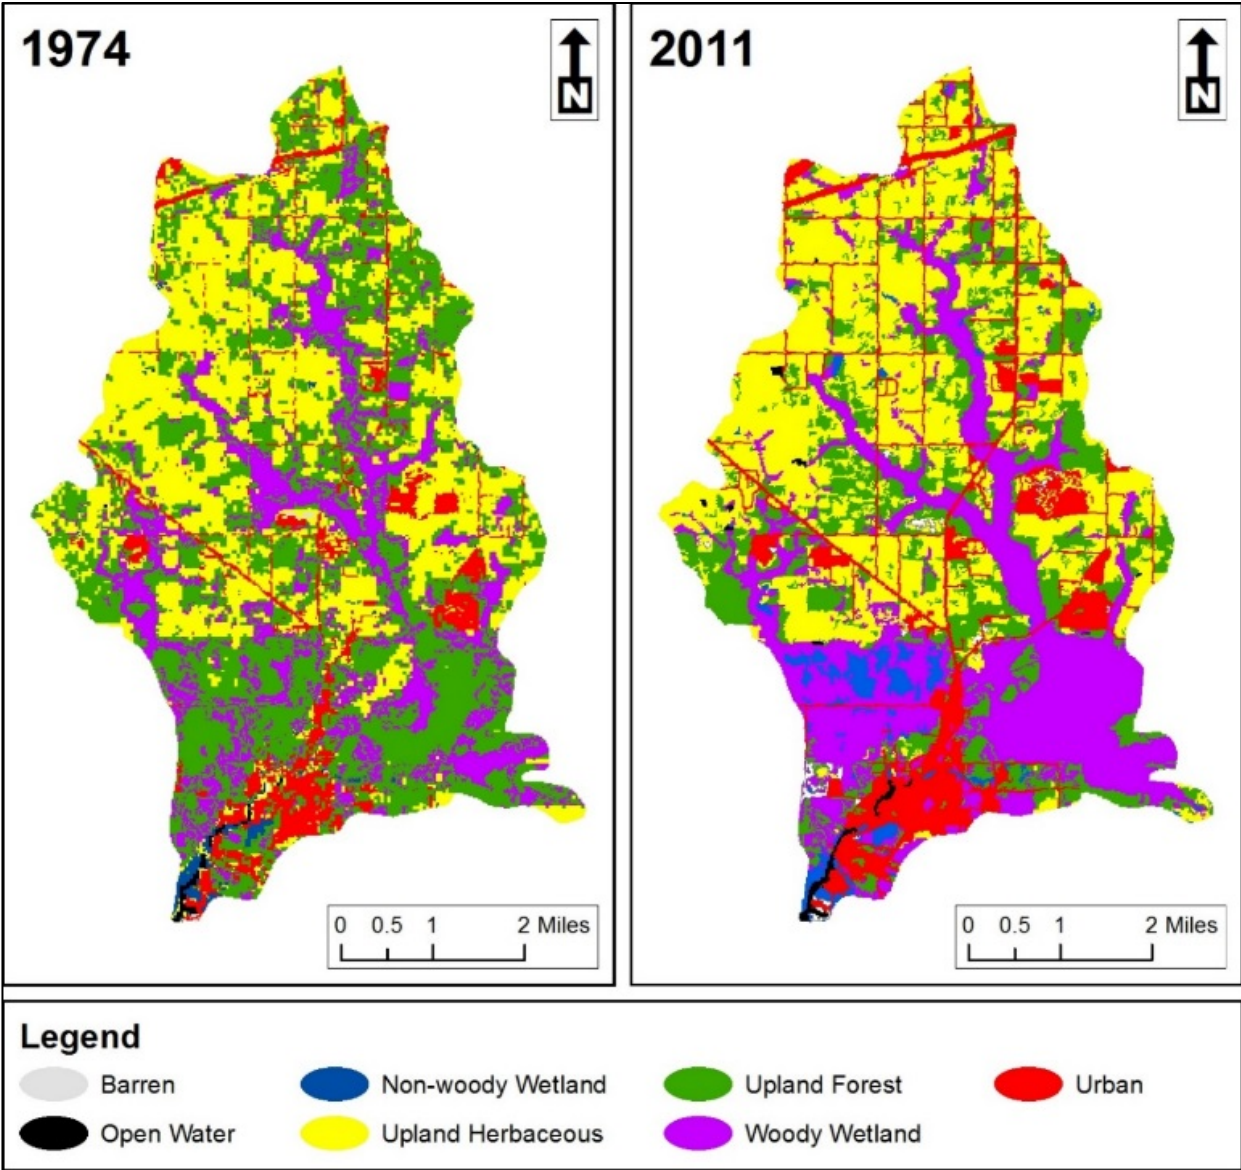 1974
N
0 0.5 1 2 Miles
2011
N
0 0.5 1 2 Miles
Legend
Barren Non-woody Wetland Upland Forest Urban
Open Water Upland Herbaceous Woody Wetland